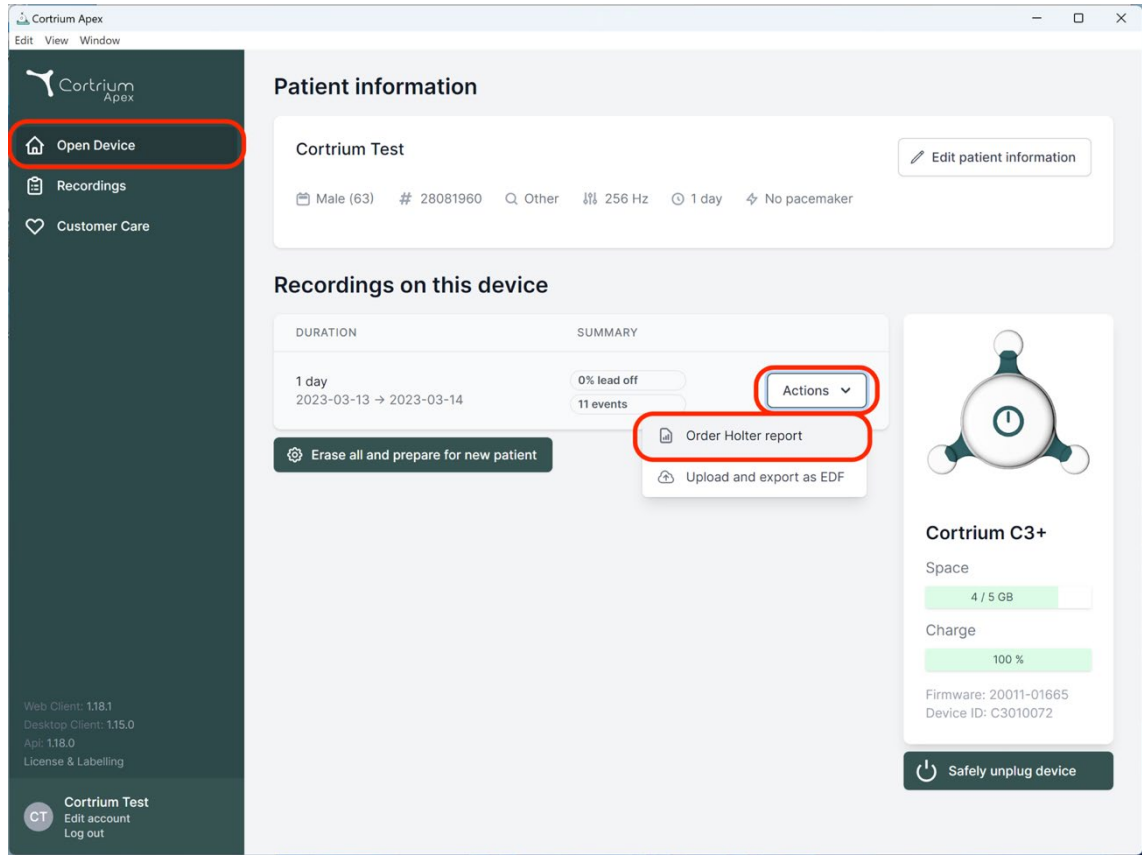 Cortrium Apex
Edit View Window
Cortrium
Apex
Open Device
Recordings
Customer Care
Web Client: 1.18.1
Desktop Client: 1.15.0
Api: 1.18.0
License & Labelling
CT
Cortrium Test
Edit account
Log out
Patient information
Cortrium Test
Edit patient information
Male (63) # 28081960 Other 256 Hz 1 day No pacemaker
Recordings on this device
DURATION SUMMARY
1 day
2023-03-13 → 2023-03-14
0% lead off
11 events
Actions
Order Holter report
Upload and export as EDF
Erase all and prepare for new patient
Cortrium C3+
Space
4 / 5 GB
Charge
100 %
Firmware: 20011-01665
Device ID: C3010072
Safely unplug device